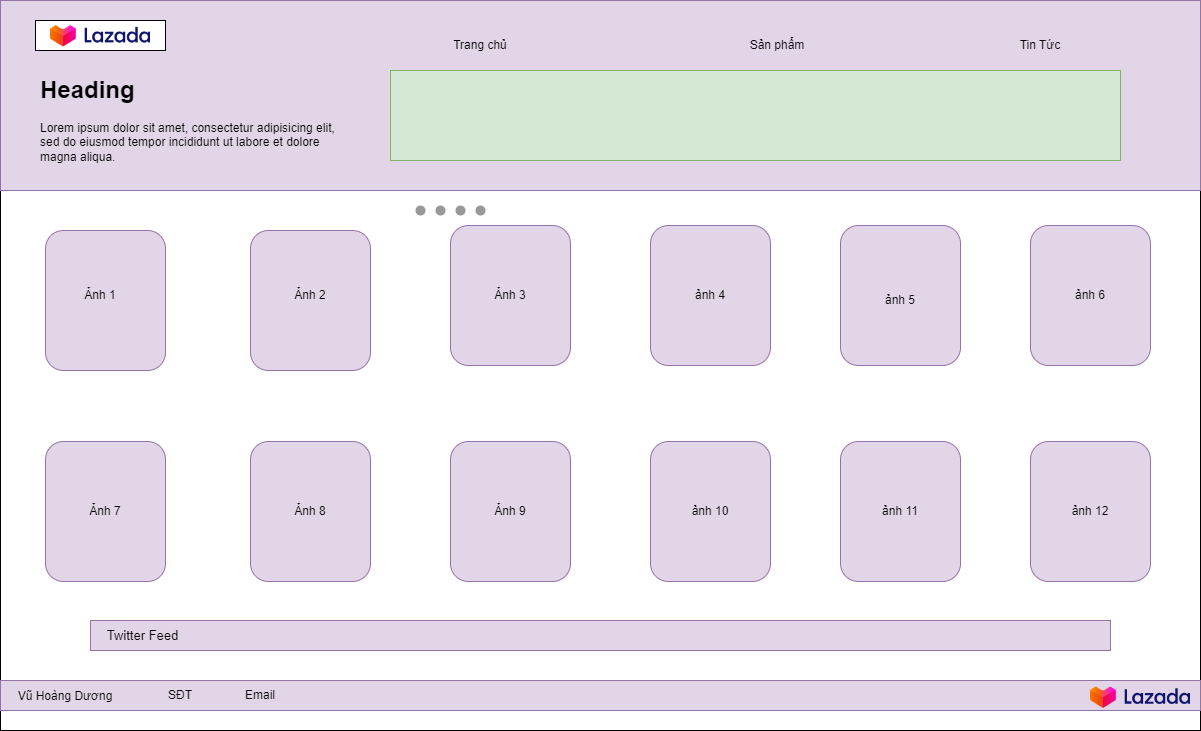 Lazada
Trang chủ
Sản phẩm
Tin Tức
Heading
Lorem ipsum dolor sit amet, consectetur adipisicing elit,
sed do eiusmod tempor incididunt ut labore et dolore
magna aliqua.
Ảnh 1
Ảnh 2
Ảnh 3
ảnh 4
ảnh 5
ảnh 6
Ảnh 7
Ảnh 8
Ảnh 9
ảnh 10
ảnh 11
ảnh 12
Twitter Feed
Vũ Hoàng Dương
SĐT
Email
Lazada